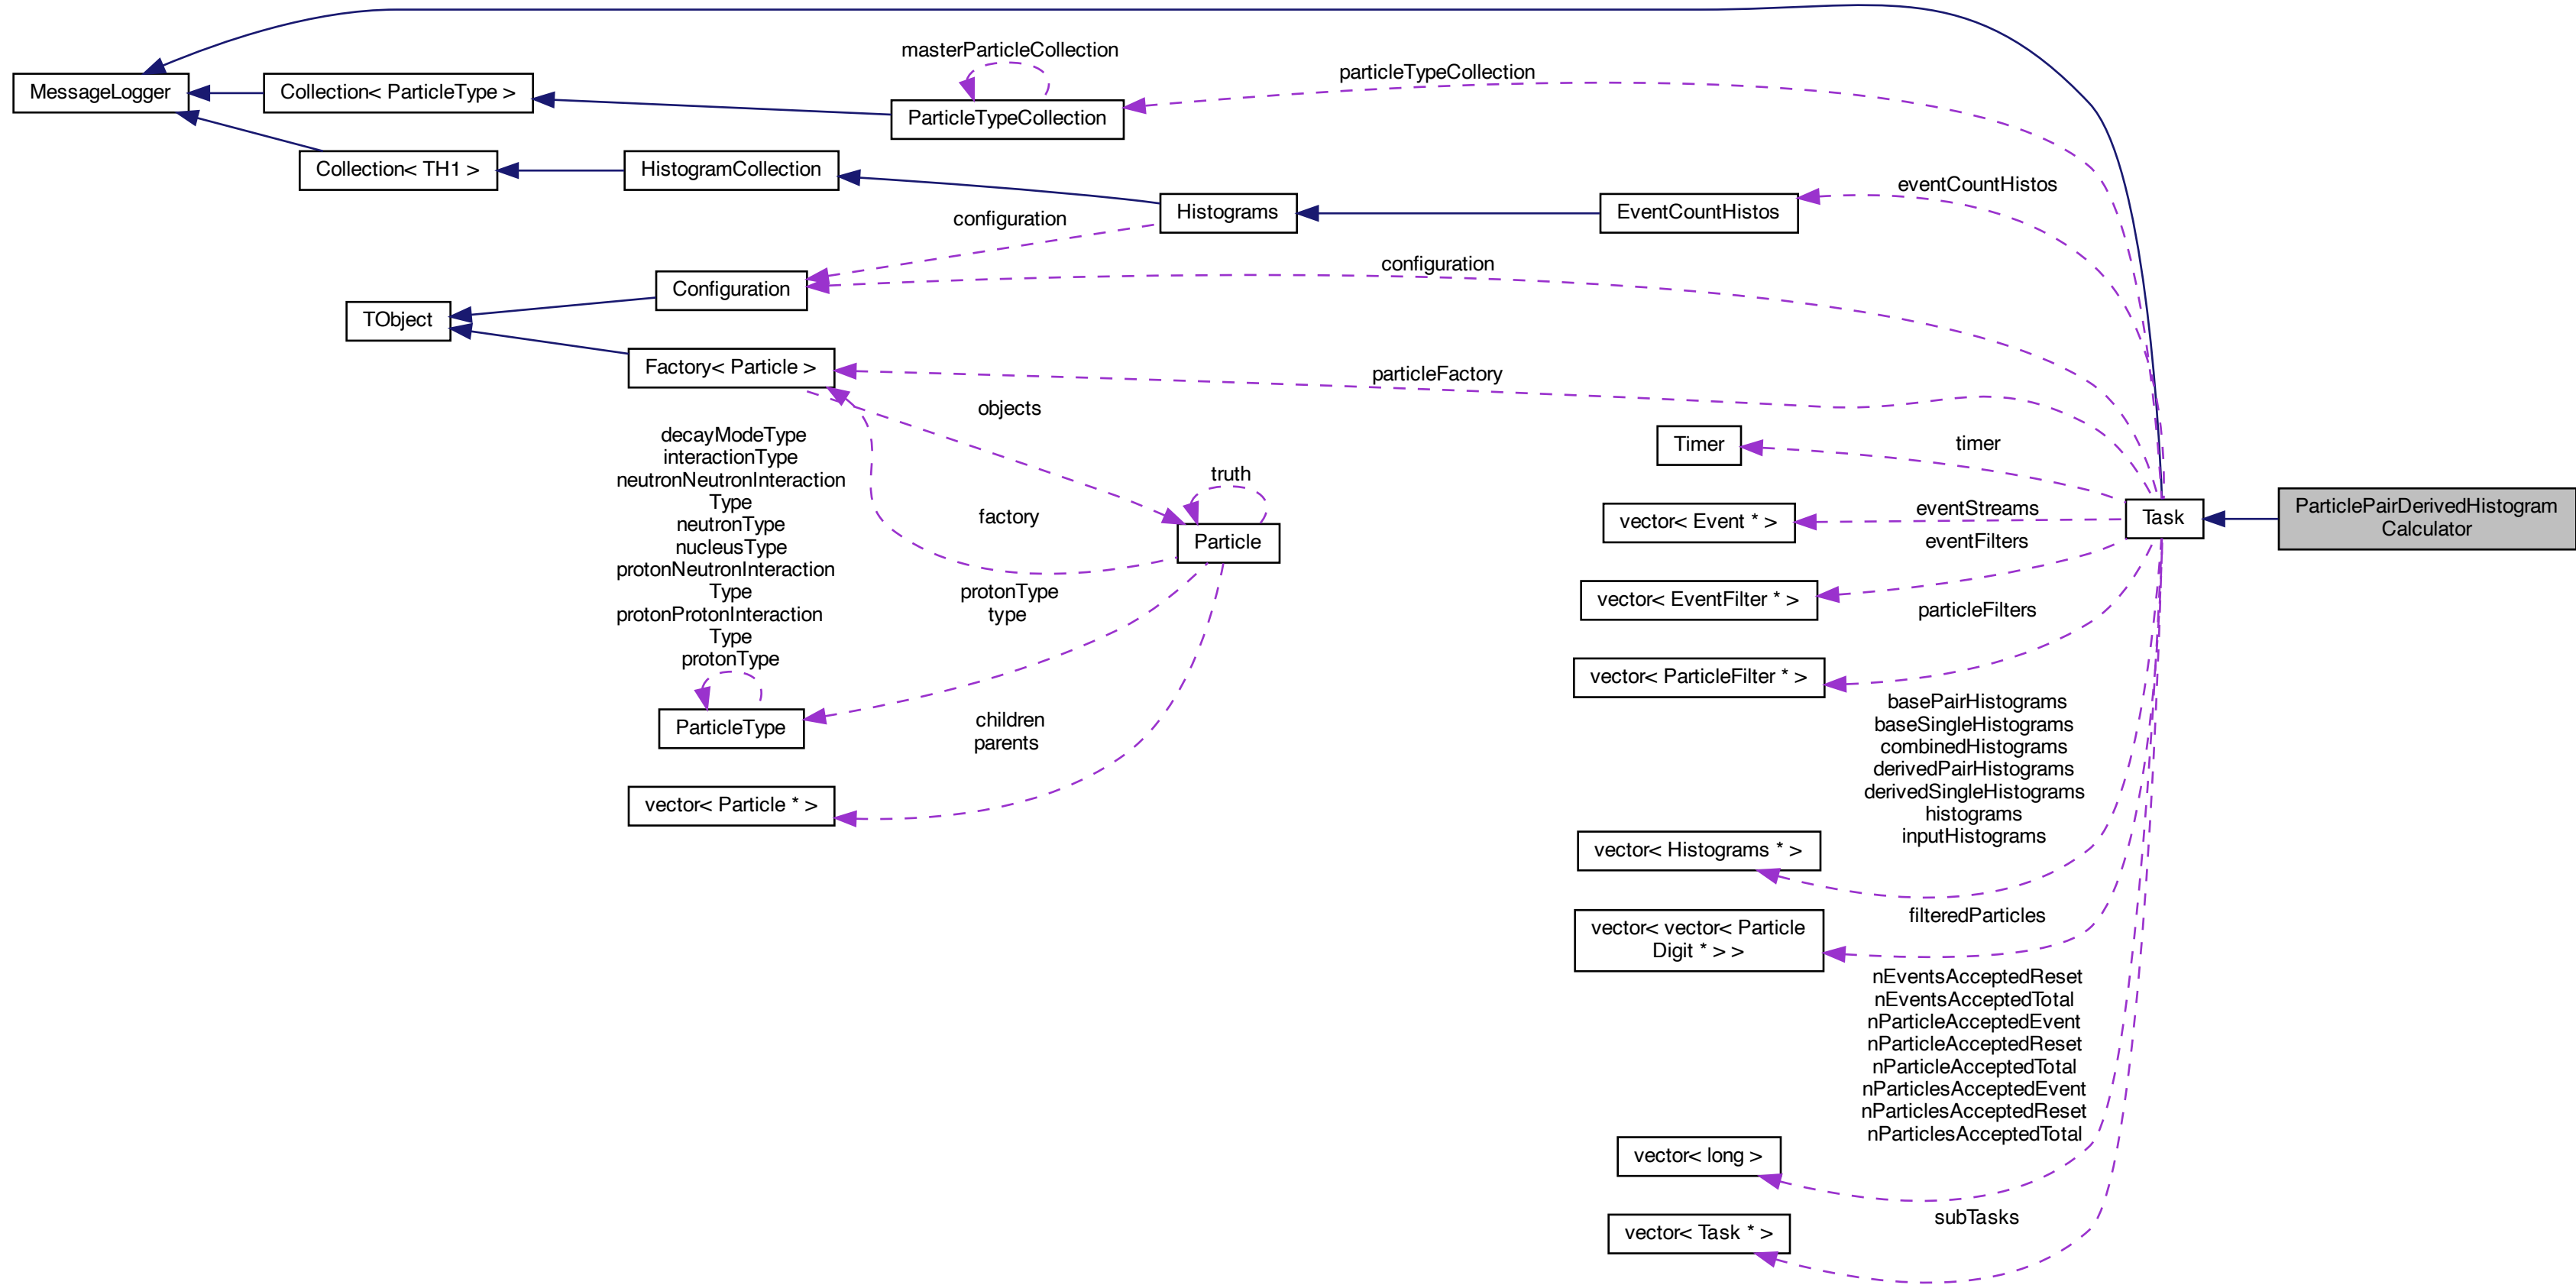 masterParticleCollection
particleTypeCollection
MessageLogger
Collection< ParticleType >
ParticleTypeCollection
Collection< TH1 >
HistogramCollection
eventCountHistos
Histograms
EventCountHistos
configuration
configuration
Configuration
TObject
Factory< Particle >
particleFactory
objects
decayModeType
interactionType
neutronNeutronInteraction
Type
neutronType
nucleusType
protonNeutronInteraction
Type
protonProtonInteraction
Type
protonType
truth
factory
Particle
protonType
type
ParticleType
children
parents
vector< Particle * >
timer
Timer
eventStreams
vector< Event * >
Task
ParticlePairDerivedHistogram
Calculator
eventFilters
vector< EventFilter * >
particleFilters
vector< ParticleFilter * >
basePairHistograms
baseSingleHistograms
combinedHistograms
derivedPairHistograms
derivedSingleHistograms
histograms
inputHistograms
vector< Histograms * >
filteredParticles
vector< vector< Particle
Digit * > >
nEventsAcceptedReset
nEventsAcceptedTotal
nParticleAcceptedEvent
nParticleAcceptedReset
nParticleAcceptedTotal
nParticlesAcceptedEvent
nParticlesAcceptedReset
nParticlesAcceptedTotal
vector< long >
subTasks
vector< Task * >